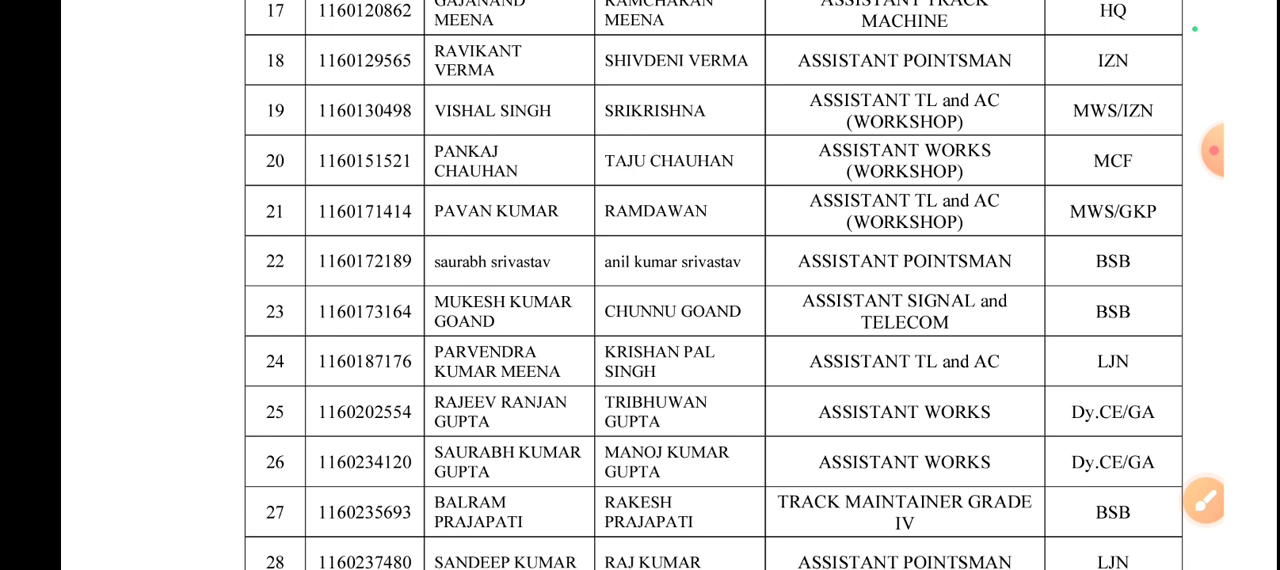 17 1160120862 GAJANAND MEENA RAMCHARAN MEENA ASSISTANT TRACK MACHINE HQ
18 1160129565 RAVIKANT VERMA SHIVDENI VERMA ASSISTANT POINTSMAN IZN
19 1160130498 VISHAL SINGH SRIKRISHNA ASSISTANT TL and AC (WORKSHOP) MWS/IZN
20 1160151521 PANKAJ CHAUHAN TAJU CHAUHAN ASSISTANT WORKS (WORKSHOP) MCF
21 1160171414 PAVAN KUMAR RAMDAWAN ASSISTANT TL and AC (WORKSHOP) MWS/GKP
22 1160172189 saurabh srivastav anil kumar srivastav ASSISTANT POINTSMAN BSB
23 1160173164 MUKESH KUMAR GOAND CHUNNU GOAND ASSISTANT SIGNAL and TELECOM BSB
24 1160187176 PARVENDRA KUMAR MEENA KRISHAN PAL SINGH ASSISTANT TL and AC LJN
25 1160202554 RAJEEV RANJAN GUPTA TRIBHUWAN GUPTA ASSISTANT WORKS Dy.CE/GA
26 1160234120 SAURABH KUMAR GUPTA MANOJ KUMAR GUPTA ASSISTANT WORKS Dy.CE/GA
27 1160235693 BALRAM PRAJAPATI RAKESH PRAJAPATI TRACK MAINTAINER GRADE IV BSB
28 1160237480 SANDEEP KUMAR RAJ KUMAR ASSISTANT POINTSMAN LJN